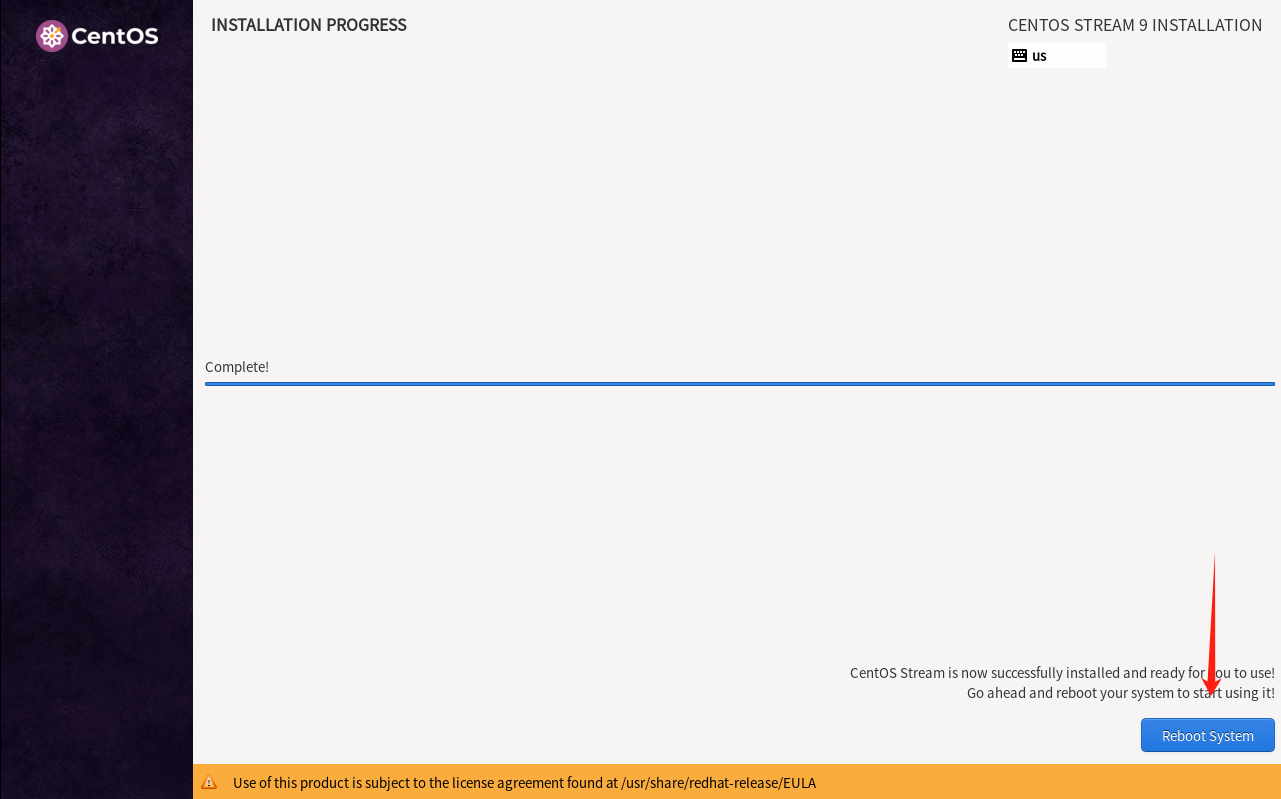 CentOS
INSTALLATION PROGRESS
CENTOS STREAM 9 INSTALLATION
us
Complete!
CentOS Stream is now successfully installed and ready for you to use!
Go ahead and reboot your system to start using it!
Reboot System
Use of this product is subject to the license agreement found at /usr/share/redhat-release/EULA